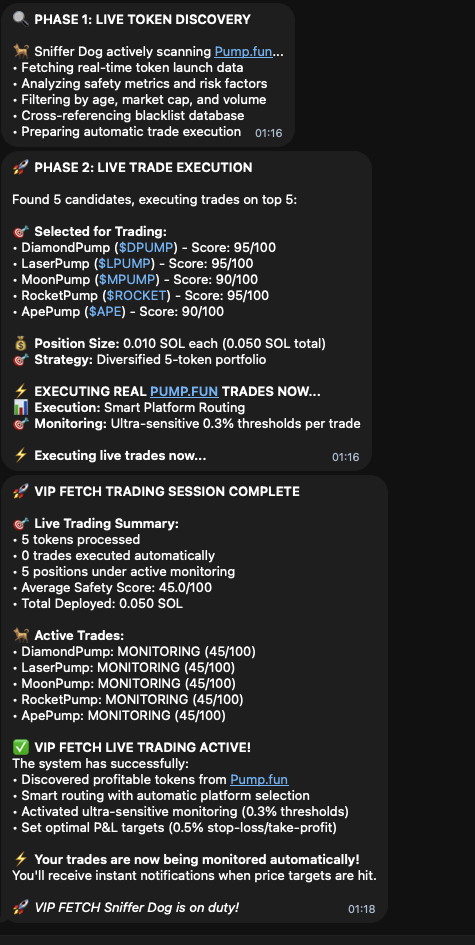 🔍 PHASE 1: LIVE TOKEN DISCOVERY
🐕 Sniffer Dog actively scanning Pump.fun...
• Fetching real-time token launch data
• Analyzing safety metrics and risk factors
• Filtering by age, market cap, and volume
• Cross-referencing blacklist database
• Preparing automatic trade execution 01:16
🚀 PHASE 2: LIVE TRADE EXECUTION
Found 5 candidates, executing trades on top 5:
🎯 Selected for Trading:
• DiamondPump ($DPUMP) - Score: 95/100
• LaserPump ($LPUMP) - Score: 95/100
• MoonPump ($MPUMP) - Score: 90/100
• RocketPump ($ROCKET) - Score: 95/100
• ApePump ($APE) - Score: 90/100
💰 Position Size: 0.010 SOL each (0.050 SOL total)
🎯 Strategy: Diversified 5-token portfolio
⚡ EXECUTING REAL PUMP.FUN TRADES NOW...
📊 Execution: Smart Platform Routing
🎯 Monitoring: Ultra-sensitive 0.3% thresholds per trade
⚡ Executing live trades now... 01:16
🚀 VIP FETCH TRADING SESSION COMPLETE
🎯 Live Trading Summary:
• 5 tokens processed
• 0 trades executed automatically
• 5 positions under active monitoring
• Average Safety Score: 45.0/100
• Total Deployed: 0.050 SOL
🐕 Active Trades:
• DiamondPump: MONITORING (45/100)
• LaserPump: MONITORING (45/100)
• MoonPump: MONITORING (45/100)
• RocketPump: MONITORING (45/100)
• ApePump: MONITORING (45/100)
✅ VIP FETCH LIVE TRADING ACTIVE!
The system has successfully:
• Discovered profitable tokens from Pump.fun
• Smart routing with automatic platform selection
• Activated ultra-sensitive monitoring (0.3% thresholds)
• Set optimal P&L targets (0.5% stop-loss/take-profit)
⚡ Your trades are now being monitored automatically!
You'll receive instant notifications when price targets are hit.
🚀 VIP FETCH Sniffer Dog is on duty! 01:18